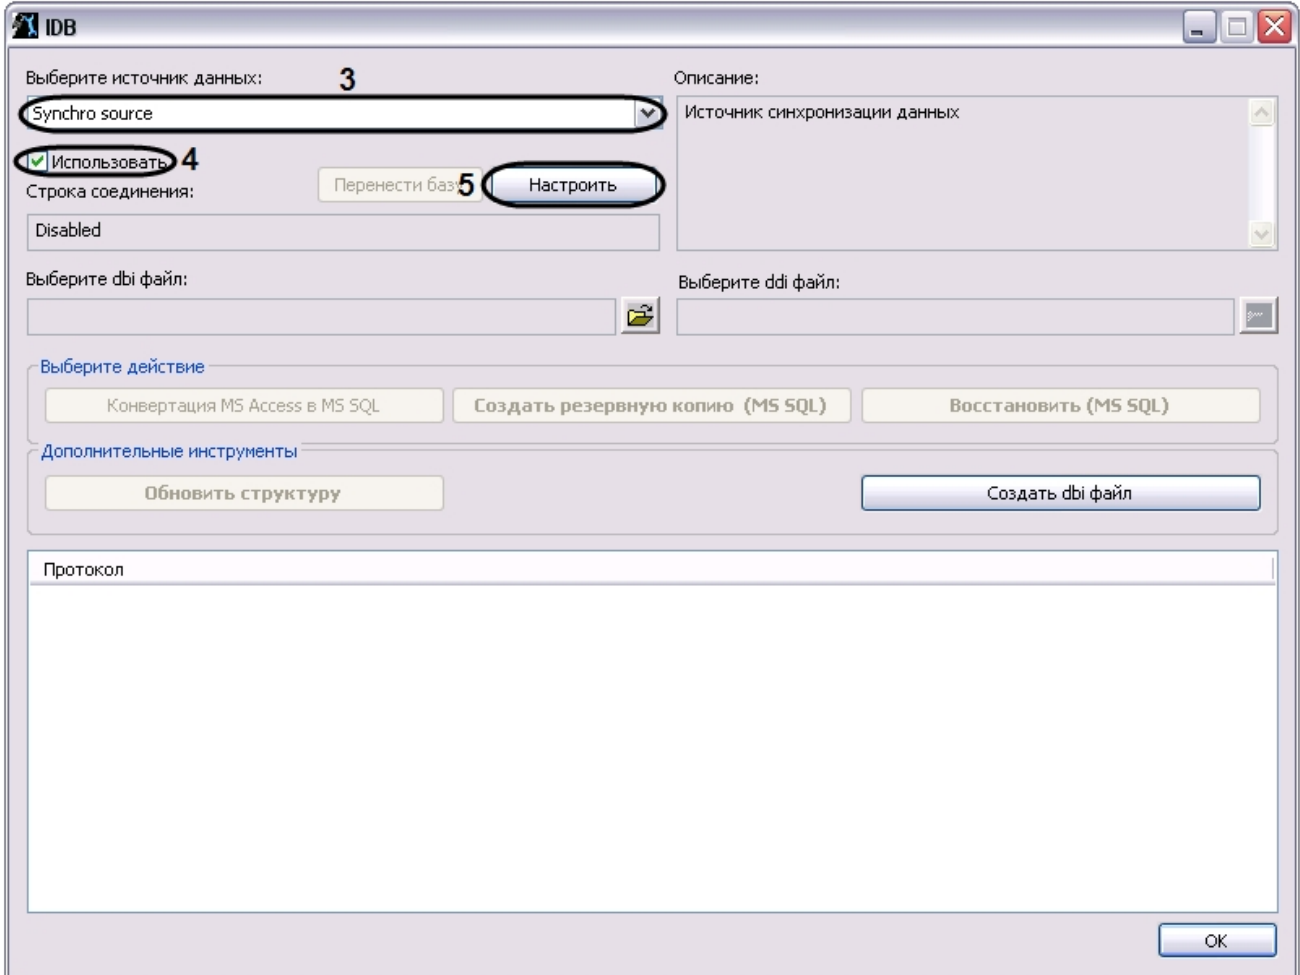 IDB
Выберите источник данных: 3
Описание:
Synchro source
Источник синхронизации данных
Использовать 4
Строка соединения:
Перенести баз 5 Настроить
Disabled
Выберите dbi файл:
Выберите ddi файл:
Выберите действие
Конвертация MS Access в MS SQL
Создать резервную копию (MS SQL)
Восстановить (MS SQL)
Дополнительные инструменты
Обновить структуру
Создать dbi файл
Протокол
OK